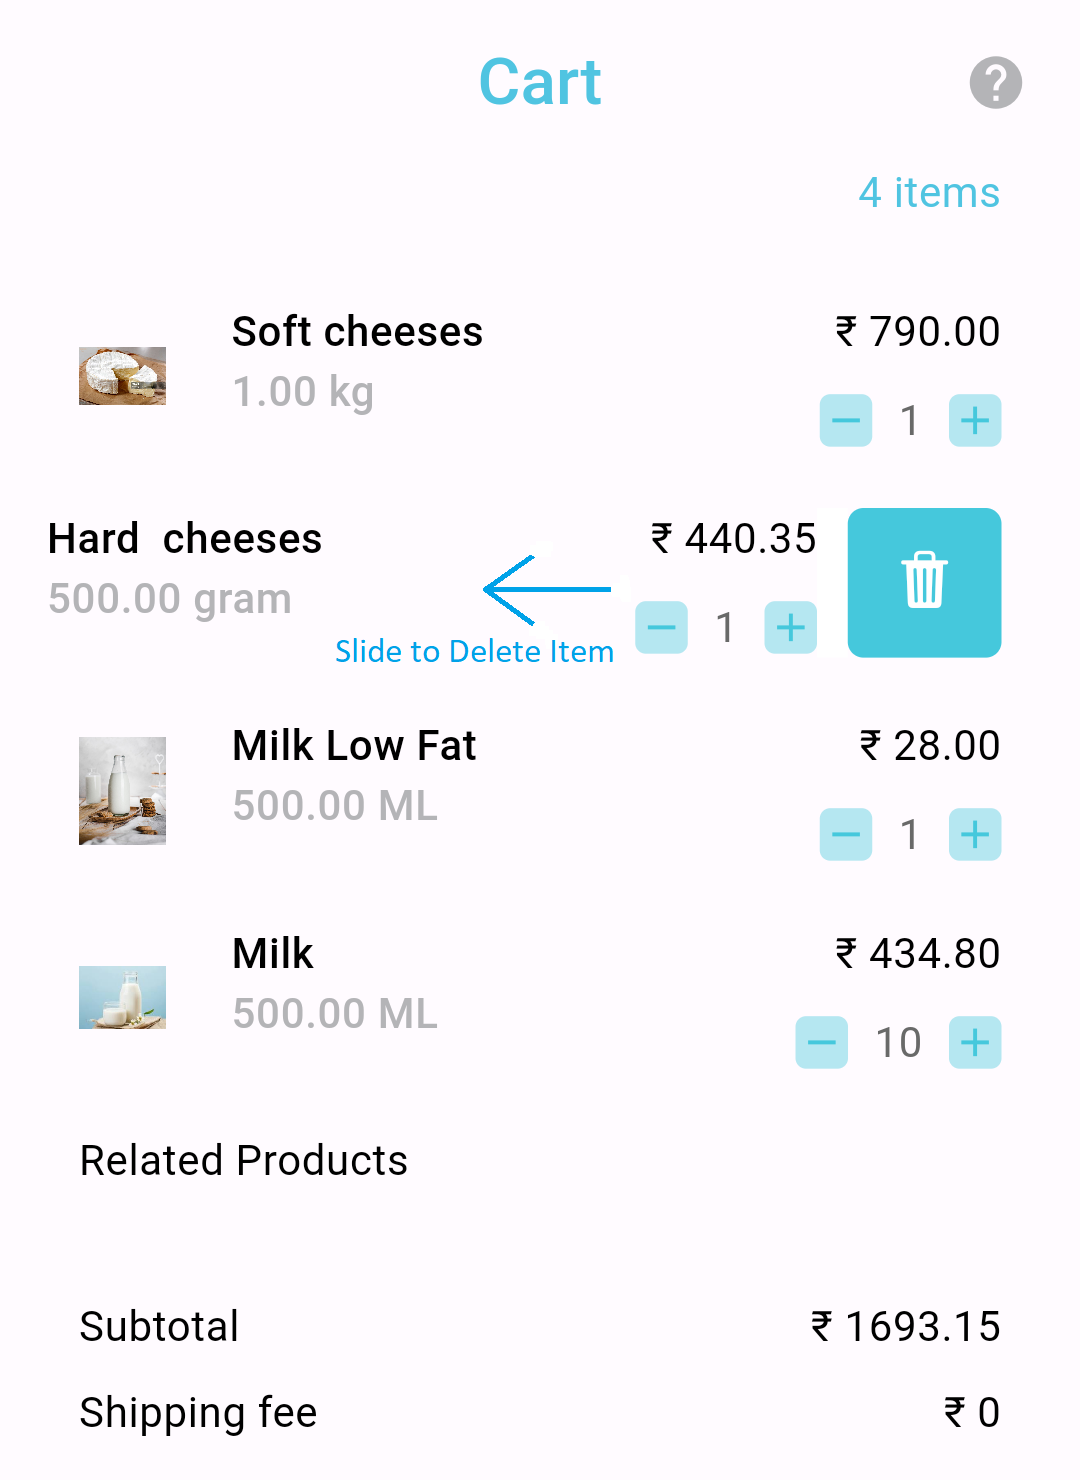 Cart
4 items
Soft cheeses ₹ 790.00
1.00 kg
1
Hard  cheeses ₹ 440.35
500.00 gram
1
Slide to Delete Item
Milk Low Fat ₹ 28.00
500.00 ML
1
Milk ₹ 434.80
500.00 ML
10
Related Products
Subtotal ₹ 1693.15
Shipping fee ₹ 0